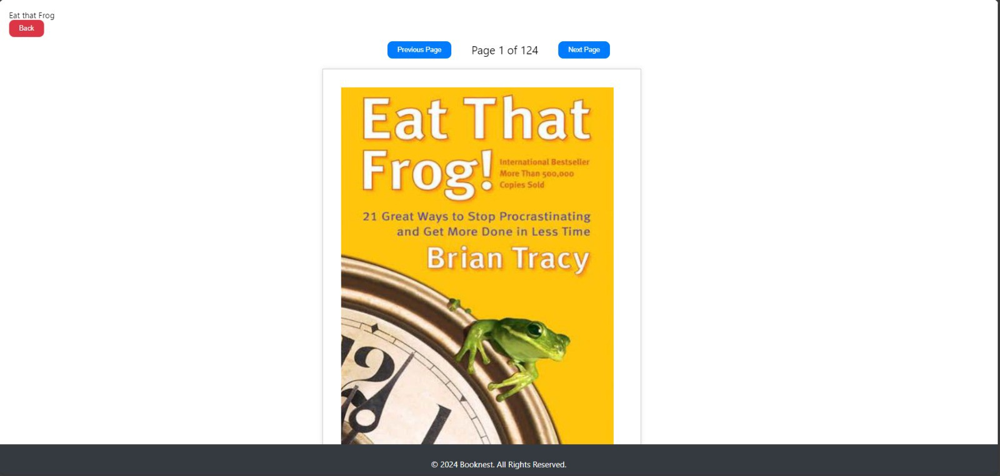 Eat that Frog
Back
Previous Page Page 1 of 124 Next Page
Eat That
Frog!
International Bestseller
More Than 500,000
Copies Sold
21 Great Ways to Stop Procrastinating
and Get More Done in Less Time
Brian Tracy
12
1
© 2024 Booknest. All Rights Reserved.